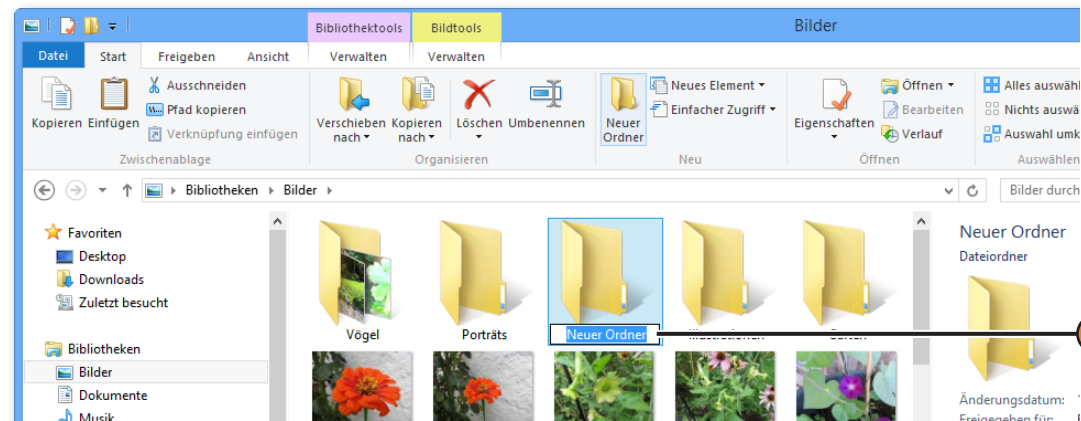 Bibliothektools Bildtools Bilder
Datei Start Freigeben Ansicht Verwalten Verwalten
Kopieren Einfügen Ausschneiden
Pfad kopieren
Verknüpfung einfügen
Zwischenablage
Verschieben nach Kopieren nach Löschen Umbenennen
Organisieren
Neuer Ordner Neues Element
Einfacher Zugriff
Neu
Eigenschaften Öffnen
Bearbeiten
Verlauf
Öffnen
Alles auswähl
Nichts auswä
Auswahl umk
Auswählen
Bibliotheken Bilder
Bilder durch
Favoriten
Desktop
Downloads
Zuletzt besucht
Bibliotheken
Bilder
Dokumente
Musik
Vögel Porträts Neuer Ordner
Neuer Ordner
Dateiordner
Änderungsdatum:
Freigegeben für: